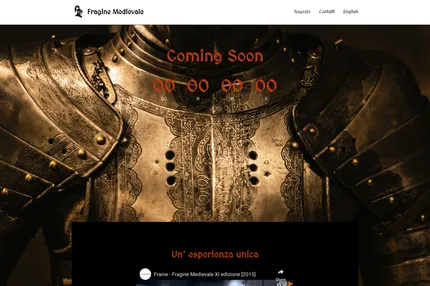 Fragine Medievale
Negozio Contatti English
Coming Soon
00 00 00 00
Un' esperienza unica
Fraine - Fragine Medievale XI edizione [2015]
Share